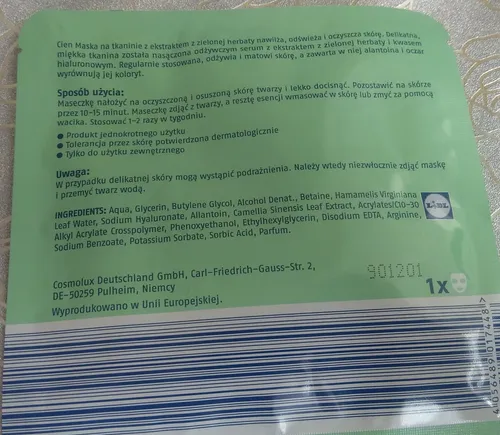 Cien Maska na tkaninie z ekstraktem z zielonej herbaty nawilża, odświeża i oczyszcza skórę. Delikatna,
miękka tkanina została nasączona odżywczym serum z ekstraktem z zielonej herbaty i kwasem
hialuronowym. Regularnie stosowana, odżywia i matowi skórę, a zawarta w niej alantoina i oczar
wyrównują jej koloryt.
Sposób użycia:
Maseczkę nałożyć na oczyszczoną i osuszoną skórę twarzy i lekko docisnąć. Pozostawić na skórze
przez 10-15 minut. Maseczkę zdjąć z twarzy, a resztę esencji wmasować w skórę lub zmyć za pomocą
wacika. Stosować 1-2 razy w tygodniu.
● Produkt jednokrotnego użytku
● Tolerancja przez skórę potwierdzona dermatologicznie
● Tylko do użytku zewnętrznego
Uwaga:
W przypadku delikatnej skóry mogą wystąpić podrażnienia. Należy wtedy niezwłocznie zdjąć maskę
i przemyć twarz wodą.
INGREDIENTS: Aqua, Glycerin, Butylene Glycol, Alcohol Denat., Betaine, Hamamelis Virginiana
Leaf Water, Sodium Hyaluronate, Allantoin, Camellia Sinensis Leaf Extract, Acrylates/C10-30
Alkyl Acrylate Crosspolymer, Phenoxyethanol, Ethylhexylglycerin, Disodium EDTA, Arginine,
Sodium Benzoate, Potassium Sorbate, Sorbic Acid, Parfum.
LIDL
Cosmolux Deutschland GmbH, Carl-Friedrich-Gauss-Str. 2,
DE-50259 Pulheim, Niemcy
Wyprodukowano w Unii Europejskiej.
901201
1x
4056489017448